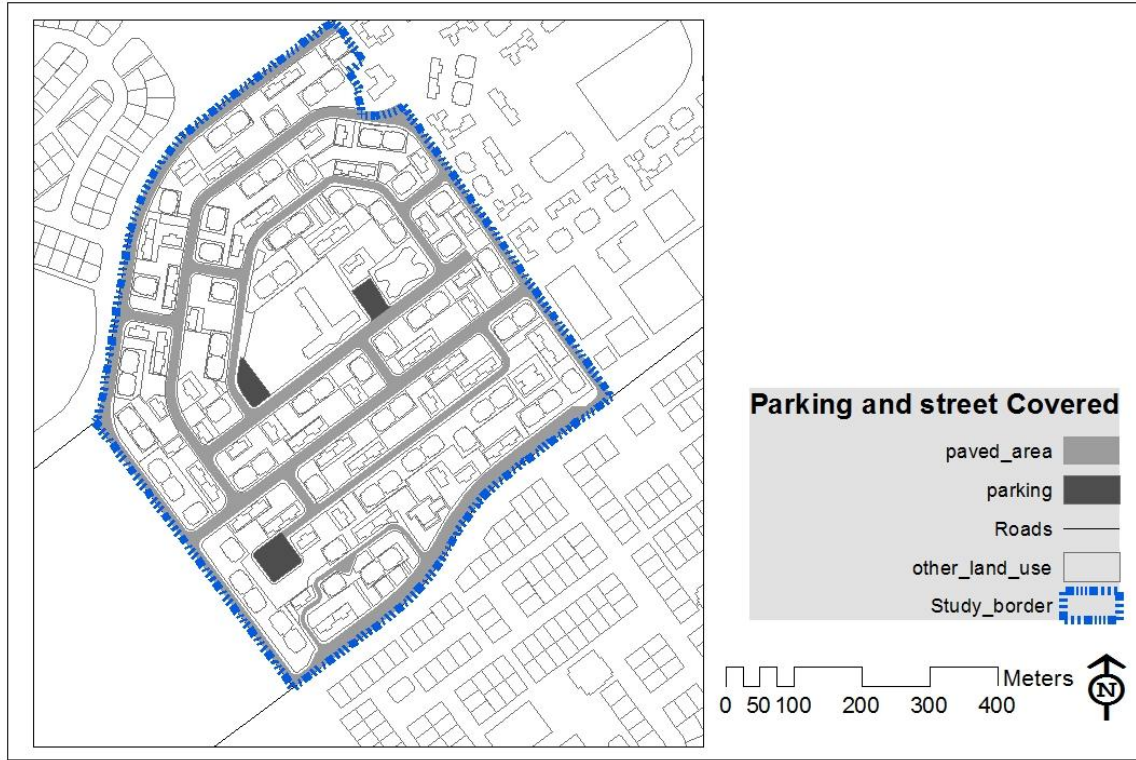 Parking and street Covered
paved_area
parking
Roads
other_land_use
Study_border
Meters
0 50 100 200 300 400
N